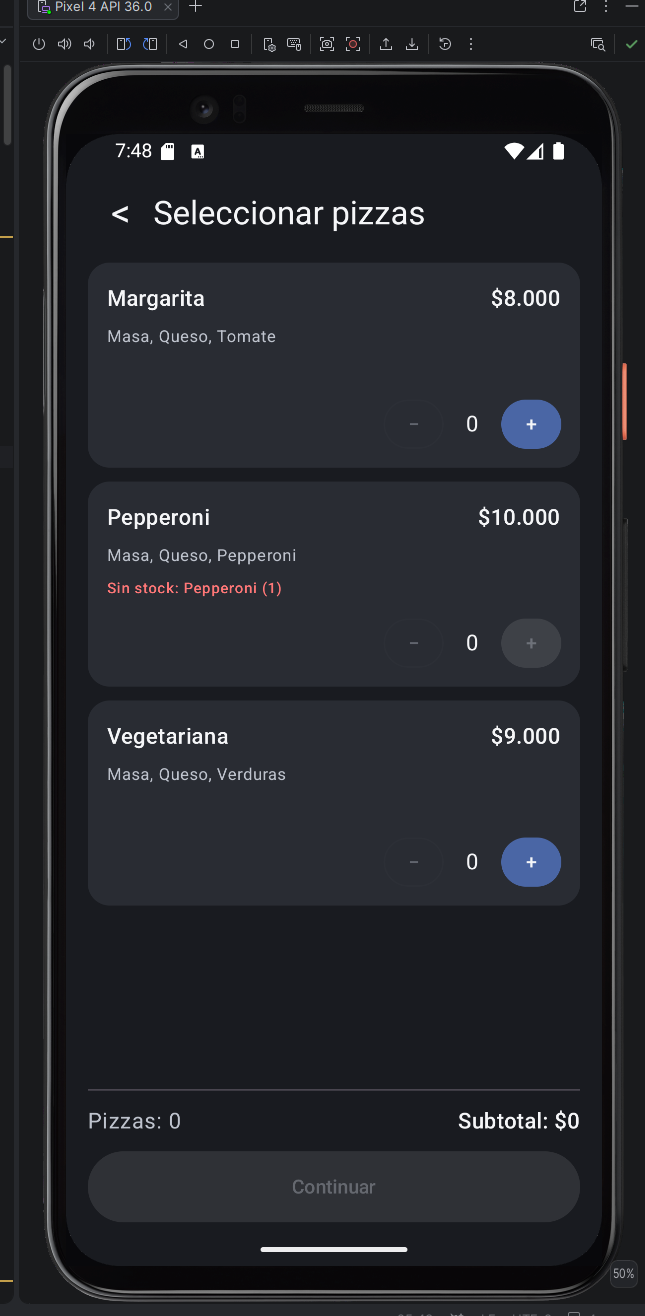 Pixel 4 API 36.0
7:48
< Seleccionar pizzas
Margarita $8.000
Masa, Queso, Tomate
− 0 +
Pepperoni $10.000
Masa, Queso, Pepperoni
Sin stock: Pepperoni (1)
− 0 +
Vegetariana $9.000
Masa, Queso, Verduras
− 0 +
Pizzas: 0 Subtotal: $0
Continuar
50%